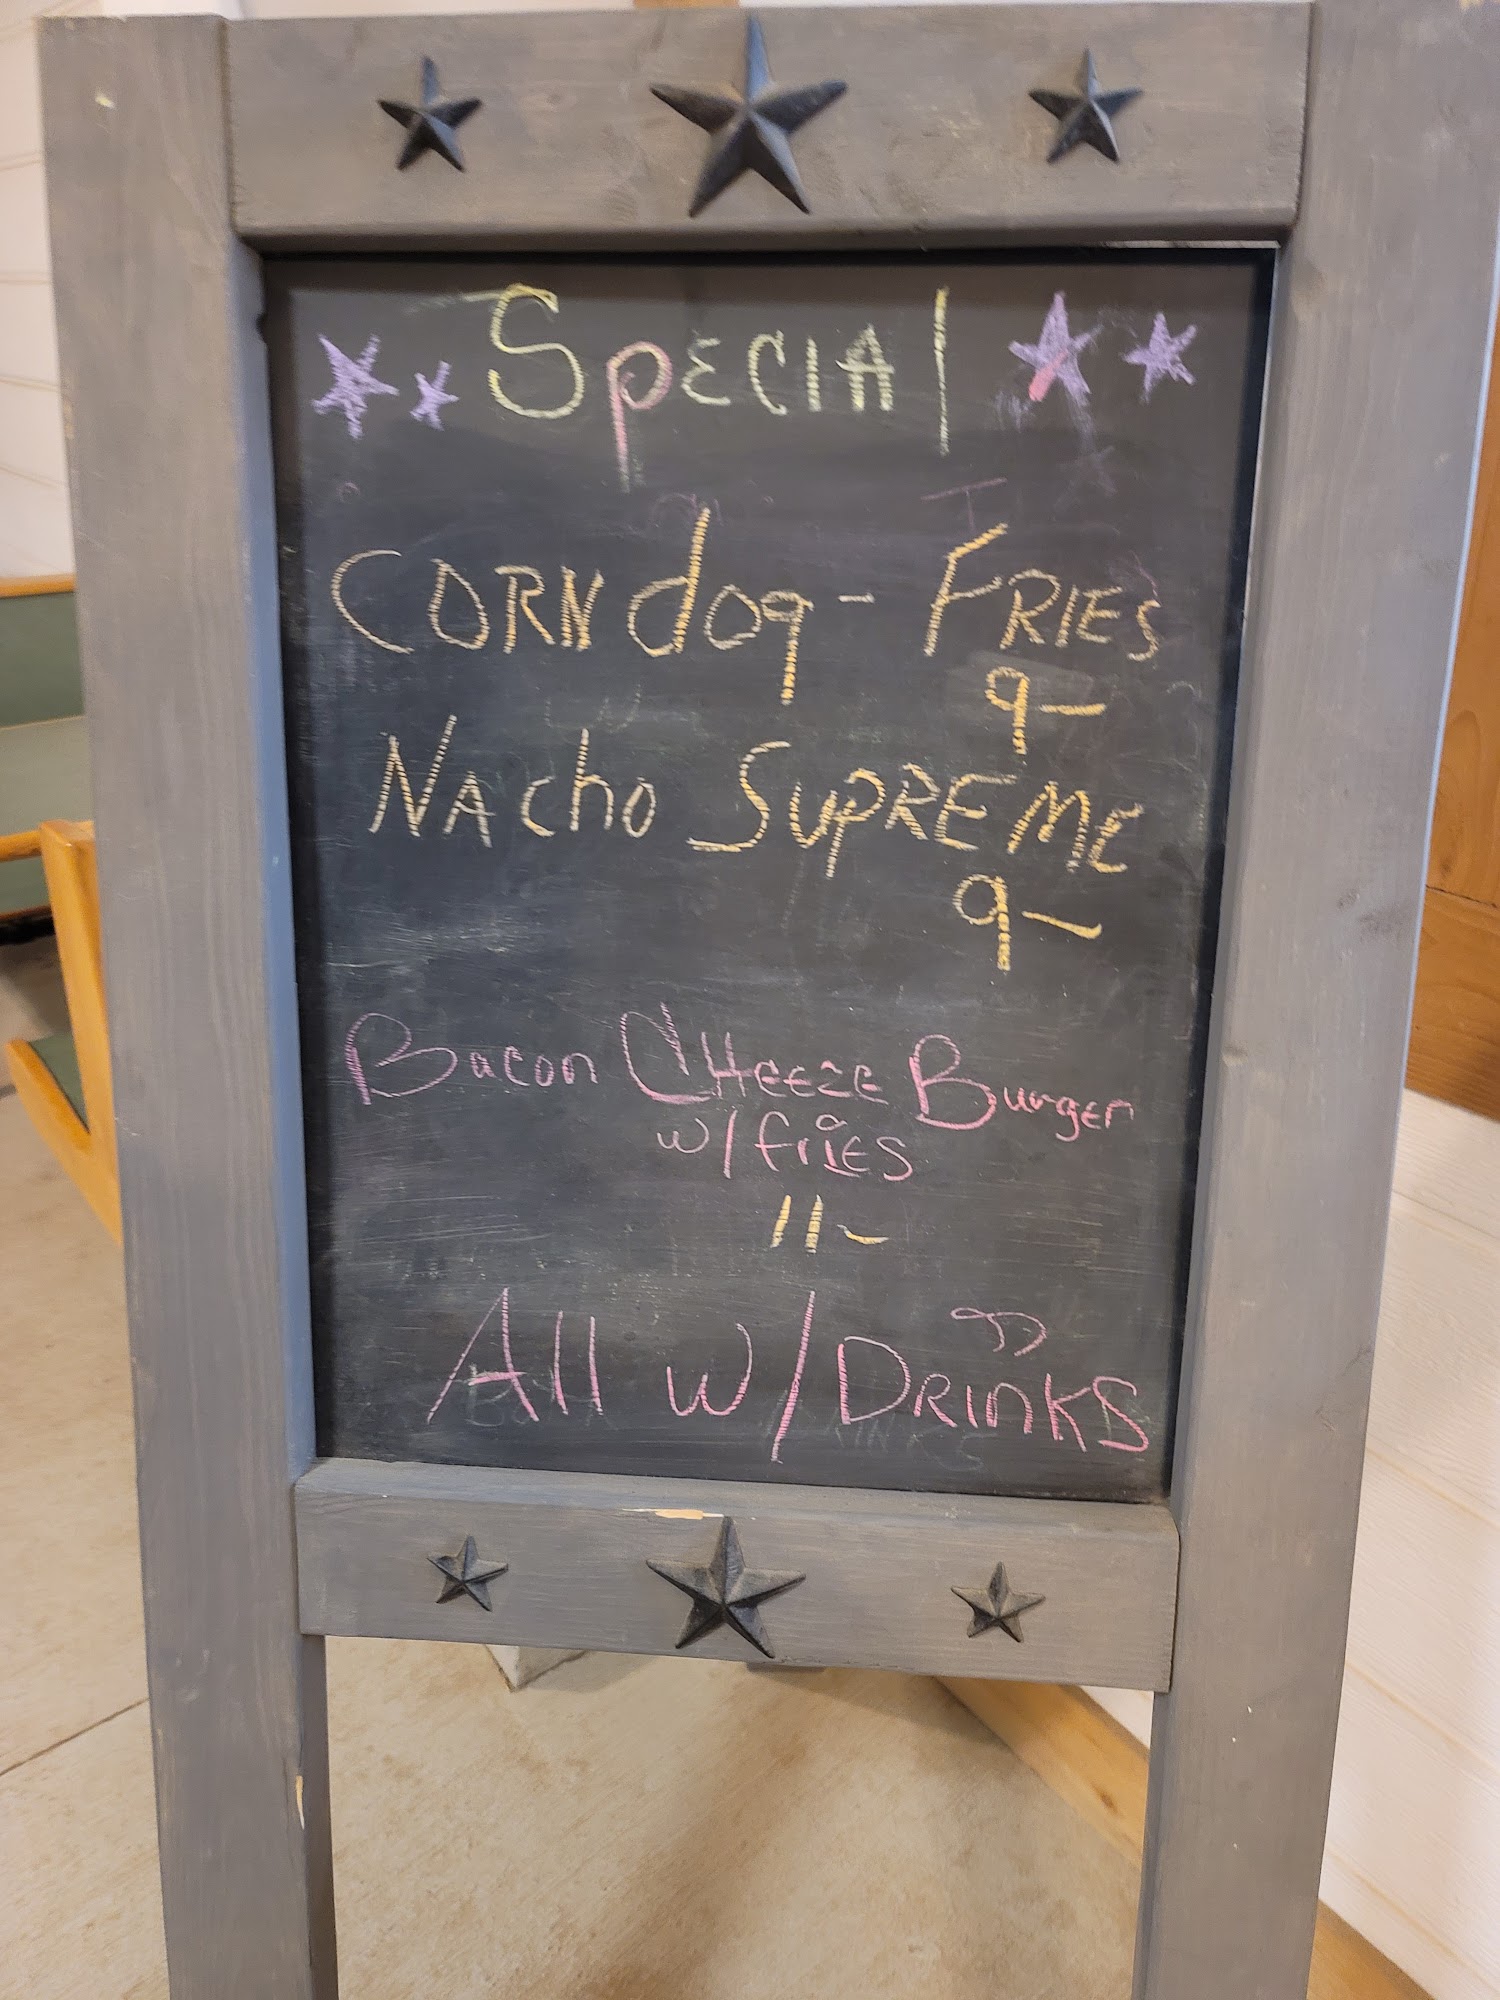 SpECIAl
CORN dog - FRIES
9-
NAcho SUPREME
9-
Bacon CHEEZE Burger
w/ friES
11-
All w/ DRinKS